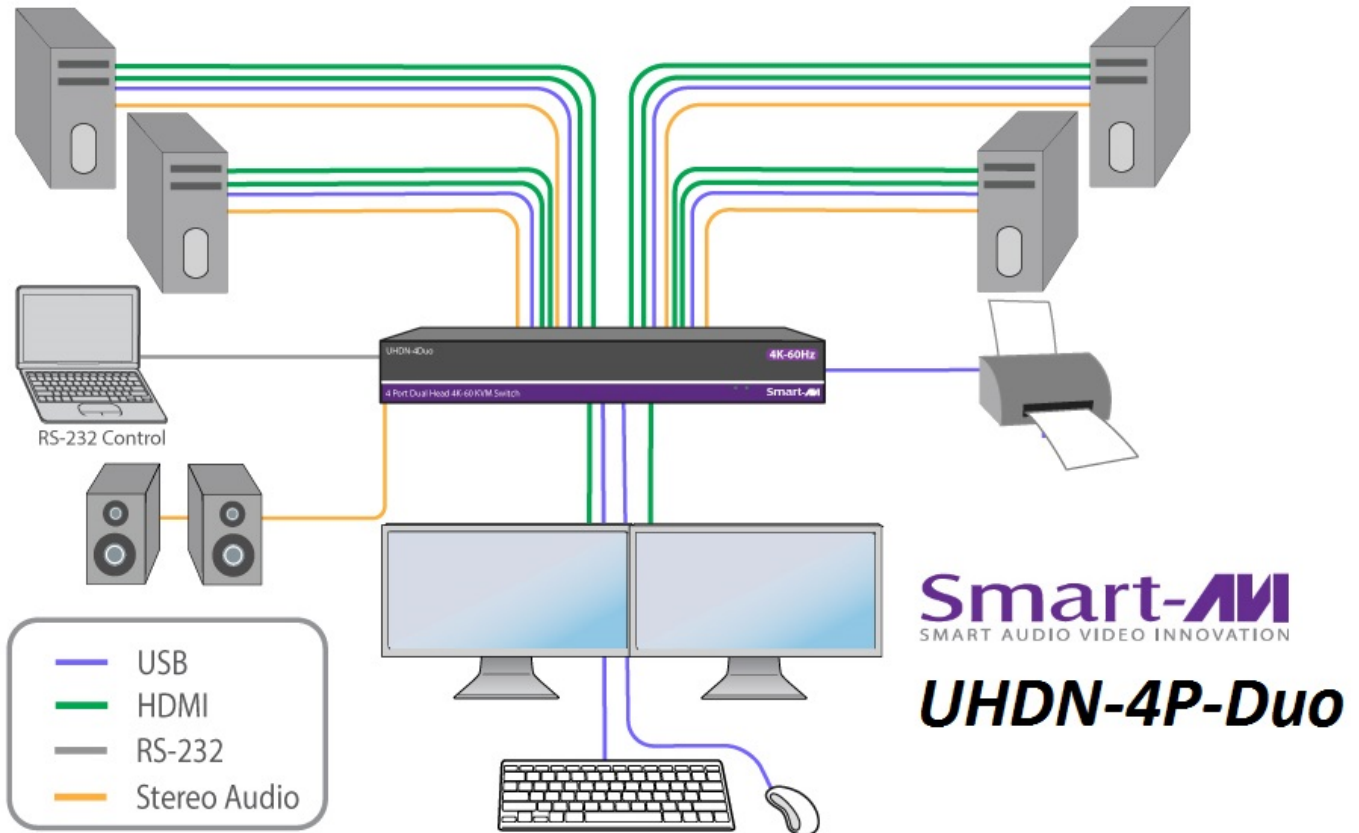 UHDN-4Duo
4K-60Hz
4 Port Dual Head 4K-60 KVM Switch
Smart-AVI
RS-232 Control
USB
HDMI
RS-232
Stereo Audio
Smart-AVI
SMART AUDIO VIDEO INNOVATION
UHDN-4P-Duo